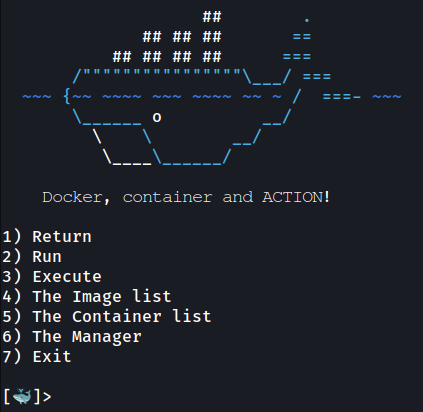 ##         .
## ## ##        ==
## ## ## ##       ===
/"""""""""""""""""\___/ ===
~~~ {~~ ~~~~ ~~~ ~~~~ ~~ ~ /  ===- ~~~
\______ o           __/
\     \         __/
\____\______/
Docker, container and ACTION!
1) Return
2) Run
3) Execute
4) The Image list
5) The Container list
6) The Manager
7) Exit
[🐳]>